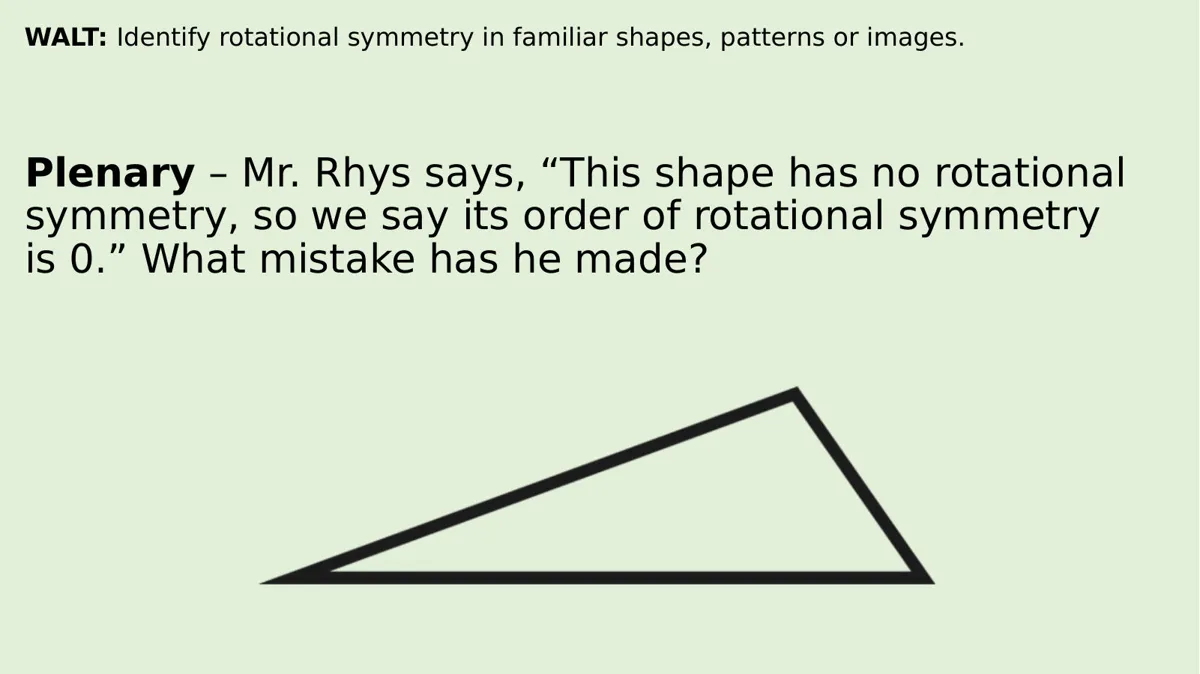 WALT: Identify rotational symmetry in familiar shapes, patterns or images.
Plenary – Mr. Rhys says, “This shape has no rotational
symmetry, so we say its order of rotational symmetry
is 0.” What mistake has he made?